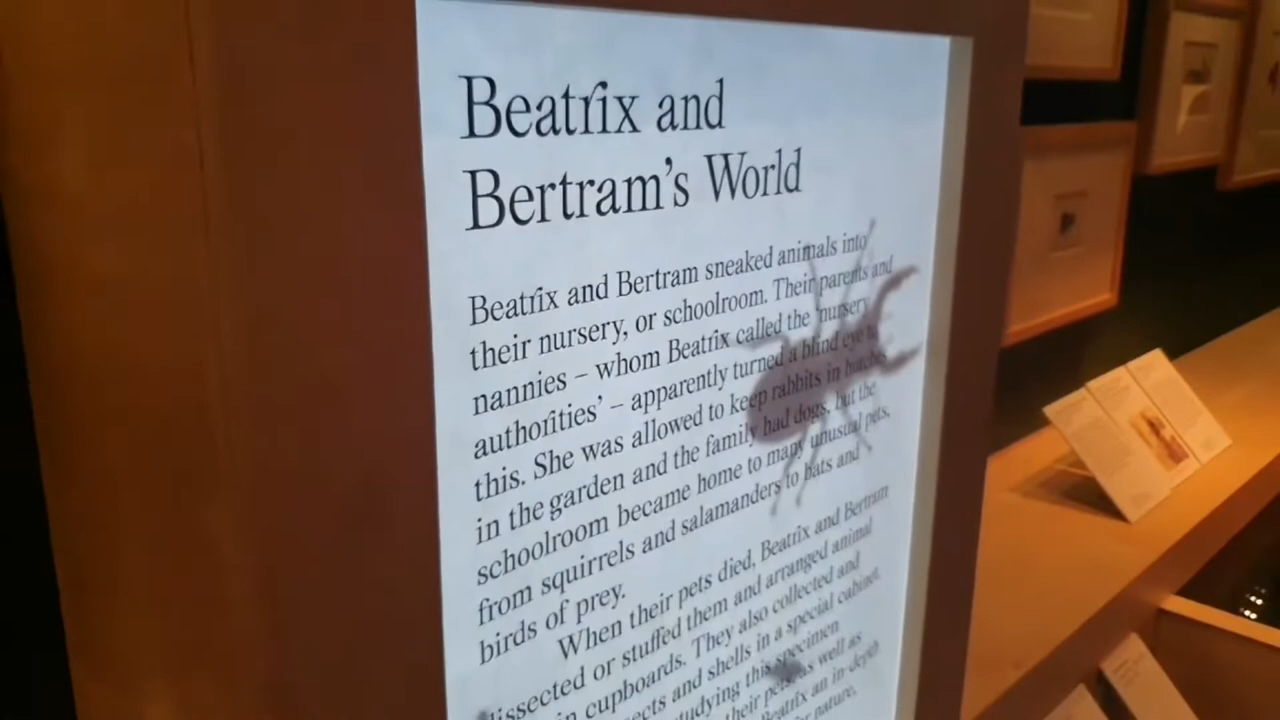 Beatrix and
Bertram's World
Beatrix and Bertram sneaked animals into
their nursery, or schoolroom. Their parents and
nannies – whom Beatrix called the 'nursery
authorities' – apparently turned a blind eye to
this. She was allowed to keep rabbits in hutches
in the garden and the family had dogs, but the
schoolroom became home to many unusual pets,
from squirrels and salamanders to bats and
birds of prey.
When their pets died, Beatrix and Bertram
dissected or stuffed them and arranged animal
in cupboards. They also collected and
and shells in a special cabinet.
studying this specimen
their pets, as well as
Beatrix an in-depth
nature,